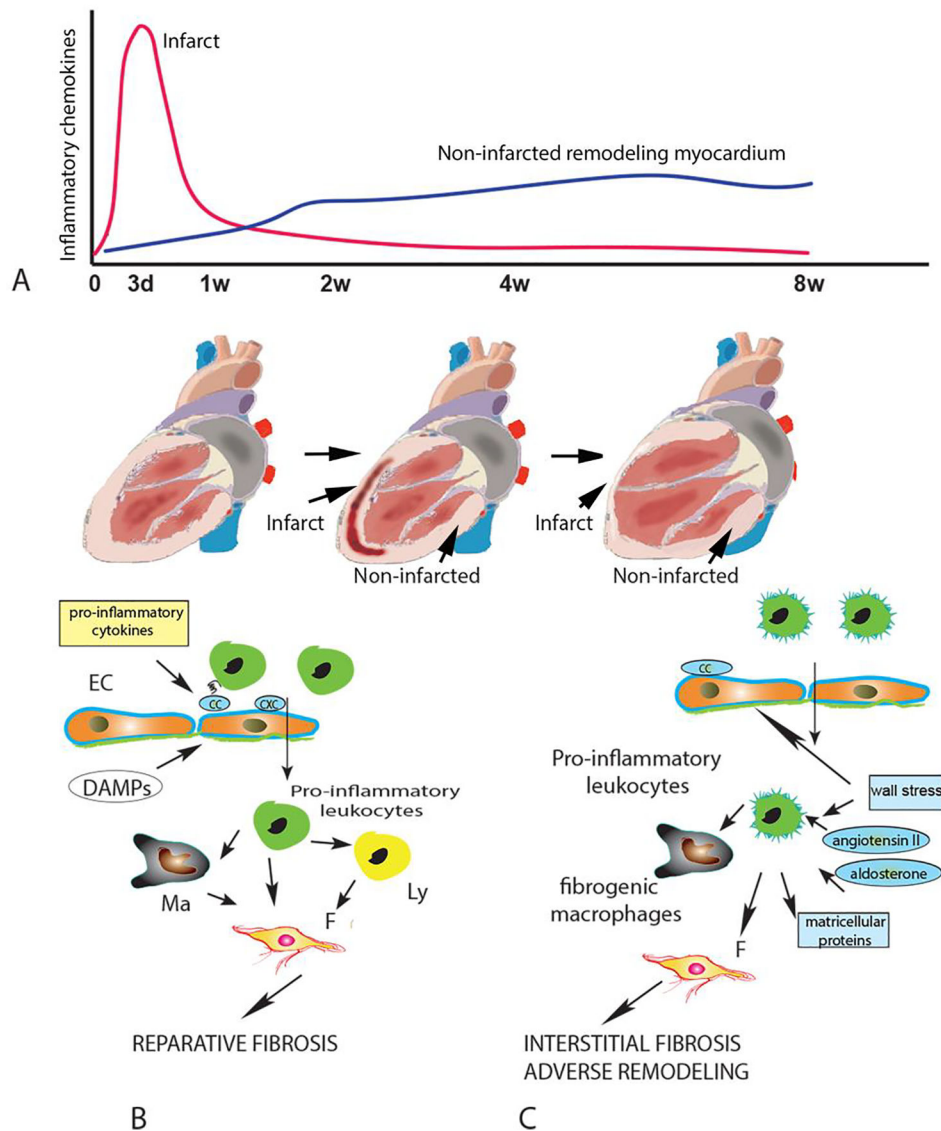 Inflammatory chemokines
Infarct
Non-infarcted remodeling myocardium
A
0 3d 1w 2w 4w 8w
Infarct
Non-infarcted
Infarct
Non-infarcted
pro-inflammatory
cytokines
EC
CC
CXC
DAMPs
Pro-inflammatory
leukocytes
Ma
Ly
F
REPARATIVE FIBROSIS
B
CC
Pro-inflammatory
leukocytes
wall stress
angiotensin II
aldosterone
fibrogenic
macrophages
matricellular
proteins
F
INTERSTITIAL FIBROSIS
ADVERSE REMODELING
C